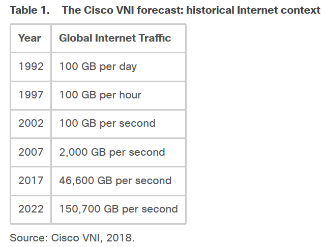 Table 1. The Cisco VNI forecast: historical Internet context
Year Global Internet Traffic
1992 100 GB per day
1997 100 GB per hour
2002 100 GB per second
2007 2,000 GB per second
2017 46,600 GB per second
2022 150,700 GB per second
Source: Cisco VNI, 2018.